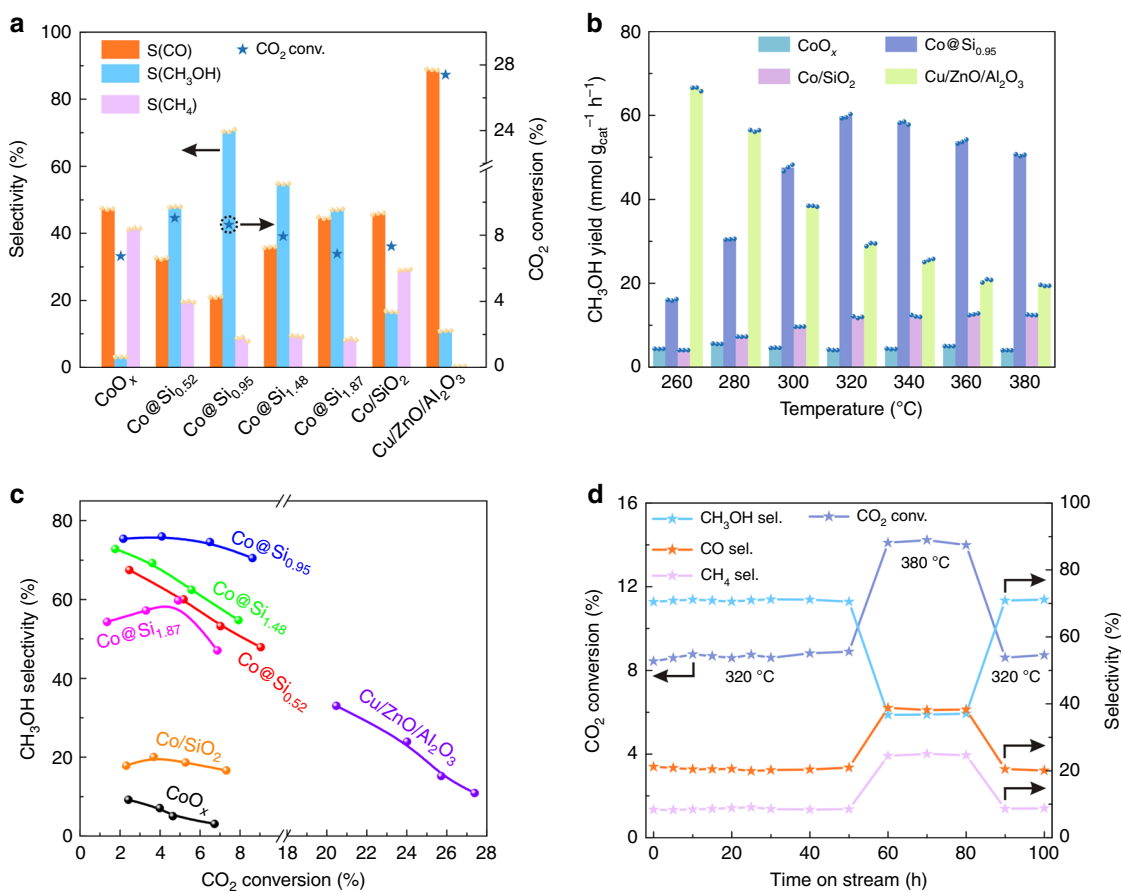 a
100
80
60
40
20
0
Selectivity (%)
S(CO)
S(CH₃OH)
S(CH₄)
CO₂ conv.
28
24
8
4
0
CO₂ conversion (%)
CoOₓ
Co@Si₀.₅₂
Co@Si₀.₉₅
Co@Si₁.₄₈
Co@Si₁.₈₇
Co/SiO₂
Cu/ZnO/Al₂O₃
b
80
60
40
20
0
CH₃OH yield (mmol g_cat⁻¹ h⁻¹)
CoOₓ
Co@Si₀.₉₅
Co/SiO₂
Cu/ZnO/Al₂O₃
260 280 300 320 340 360 380
Temperature (°C)
c
80
60
40
20
0
CH₃OH selectivity (%)
Co@Si₀.₉₅
Co@Si₁.₄₈
Co@Si₁.₈₇
Co@Si₀.₅₂
Cu/ZnO/Al₂O₃
Co/SiO₂
CoOₓ
0 2 4 6 8 18 20 22 24 26 28
CO₂ conversion (%)
d
16
12
8
4
0
CO₂ conversion (%)
CH₃OH sel.
CO₂ conv.
CO sel.
CH₄ sel.
380 °C
320 °C
320 °C
100
80
60
40
20
0
Selectivity (%)
0 20 40 60 80 100
Time on stream (h)